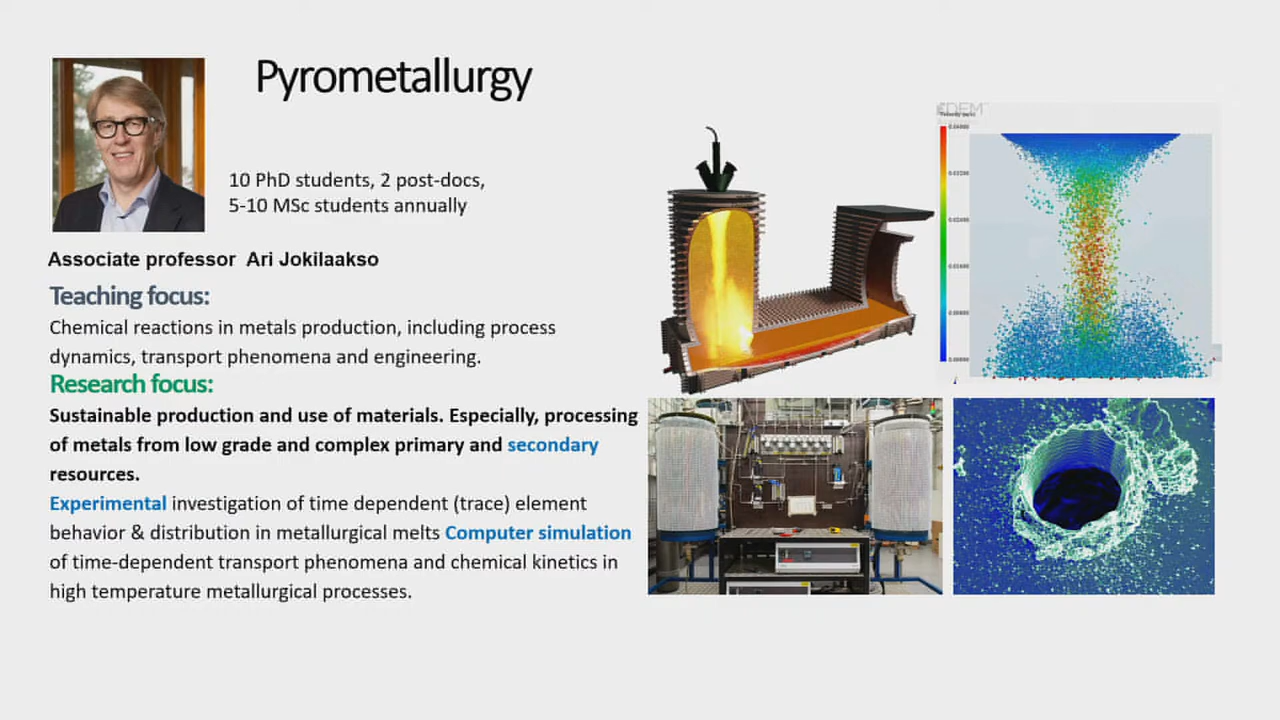 Pyrometallurgy
10 PhD students, 2 post-docs,
5-10 MSc students annually
Associate professor Ari Jokilaakso
Teaching focus:
Chemical reactions in metals production, including process
dynamics, transport phenomena and engineering.
Research focus:
Sustainable production and use of materials. Especially, processing
of metals from low grade and complex primary and secondary
resources.
Experimental investigation of time dependent (trace) element
behavior & distribution in metallurgical melts Computer simulation
of time-dependent transport phenomena and chemical kinetics in
high temperature metallurgical processes.
EDEM